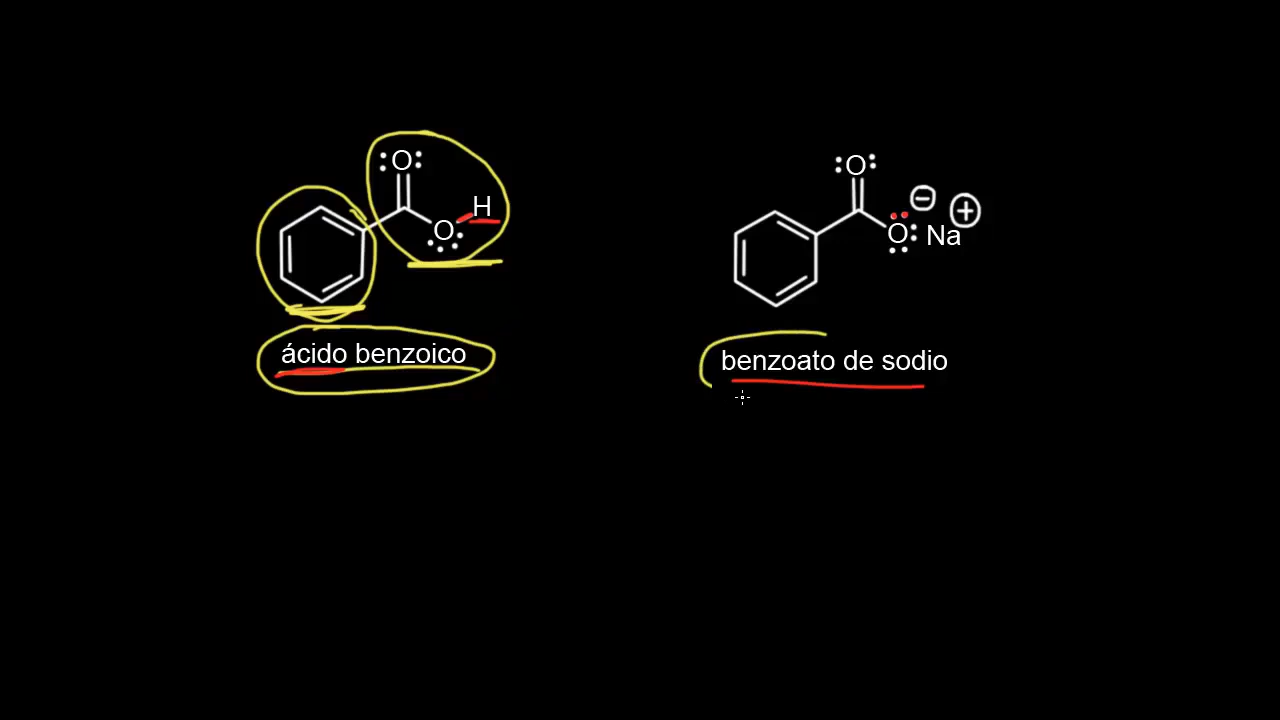 O
H
O
ácido benzoico
O
O
⊖
⊕
Na
benzoato de sodio